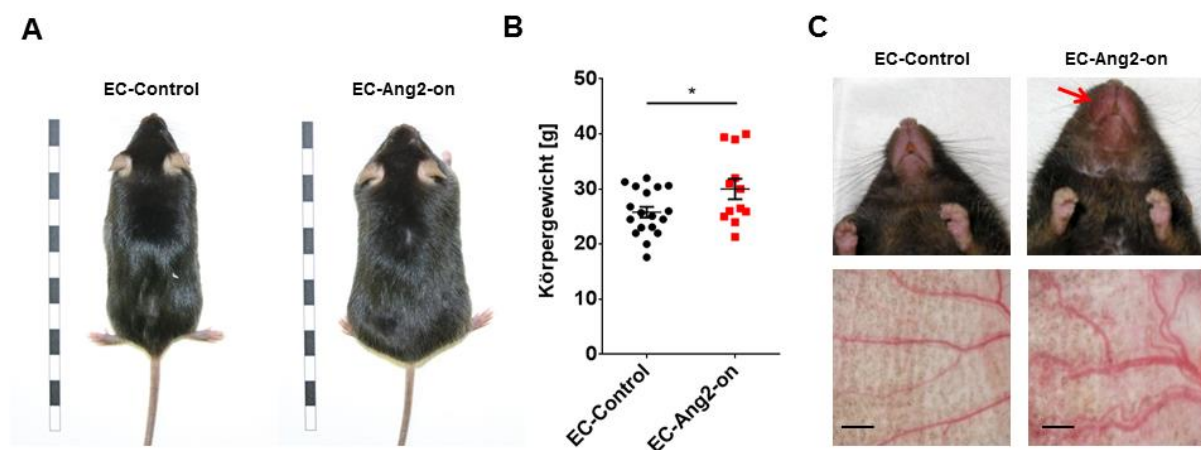 A
EC-Control
EC-Ang2-on
B
Körpergewicht [g]
50
40
30
20
10
0
*
EC-Control
EC-Ang2-on
C
EC-Control
EC-Ang2-on